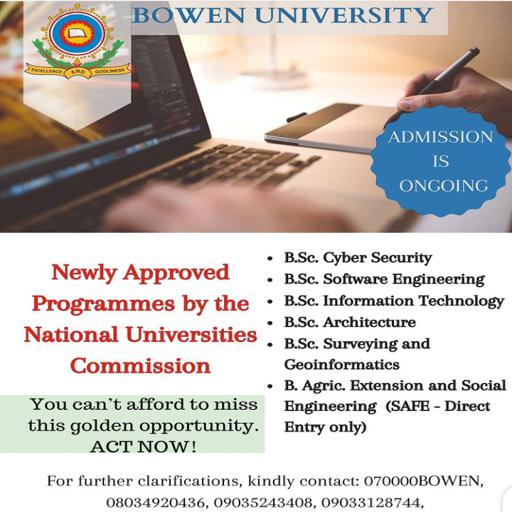 BOWEN UNIVERSITY
EXCELLENCE AND GODLINESS
ADMISSION
IS
ONGOING
Newly Approved
Programmes by the
National Universities
Commission
You can't afford to miss
this golden opportunity.
ACT NOW!
• B.Sc. Cyber Security
• B.Sc. Software Engineering
• B.Sc. Information Technology
• B.Sc. Architecture
• B.Sc. Surveying and
Geoinformatics
• B. Agric. Extension and Social
Engineering (SAFE - Direct
Entry only)
For further clarifications, kindly contact: 070000BOWEN,
08034920436, 09035243408, 09033128744,